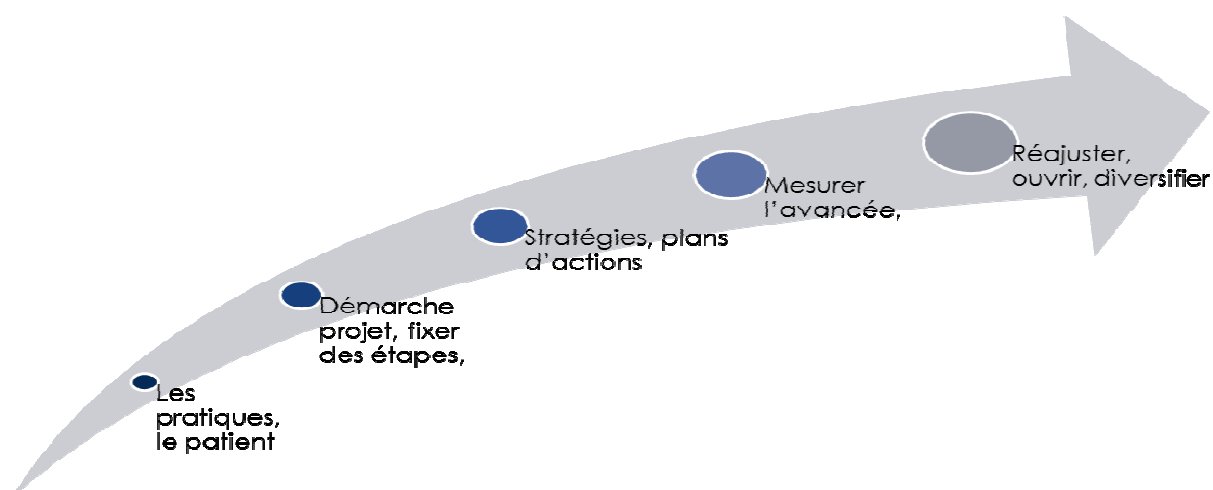 Les
pratiques,
le patient
Démarche
projet, fixer
des étapes,
Stratégies, plans
d'actions
Mesurer
l'avancée,
Réajuster,
ouvrir, diversifier